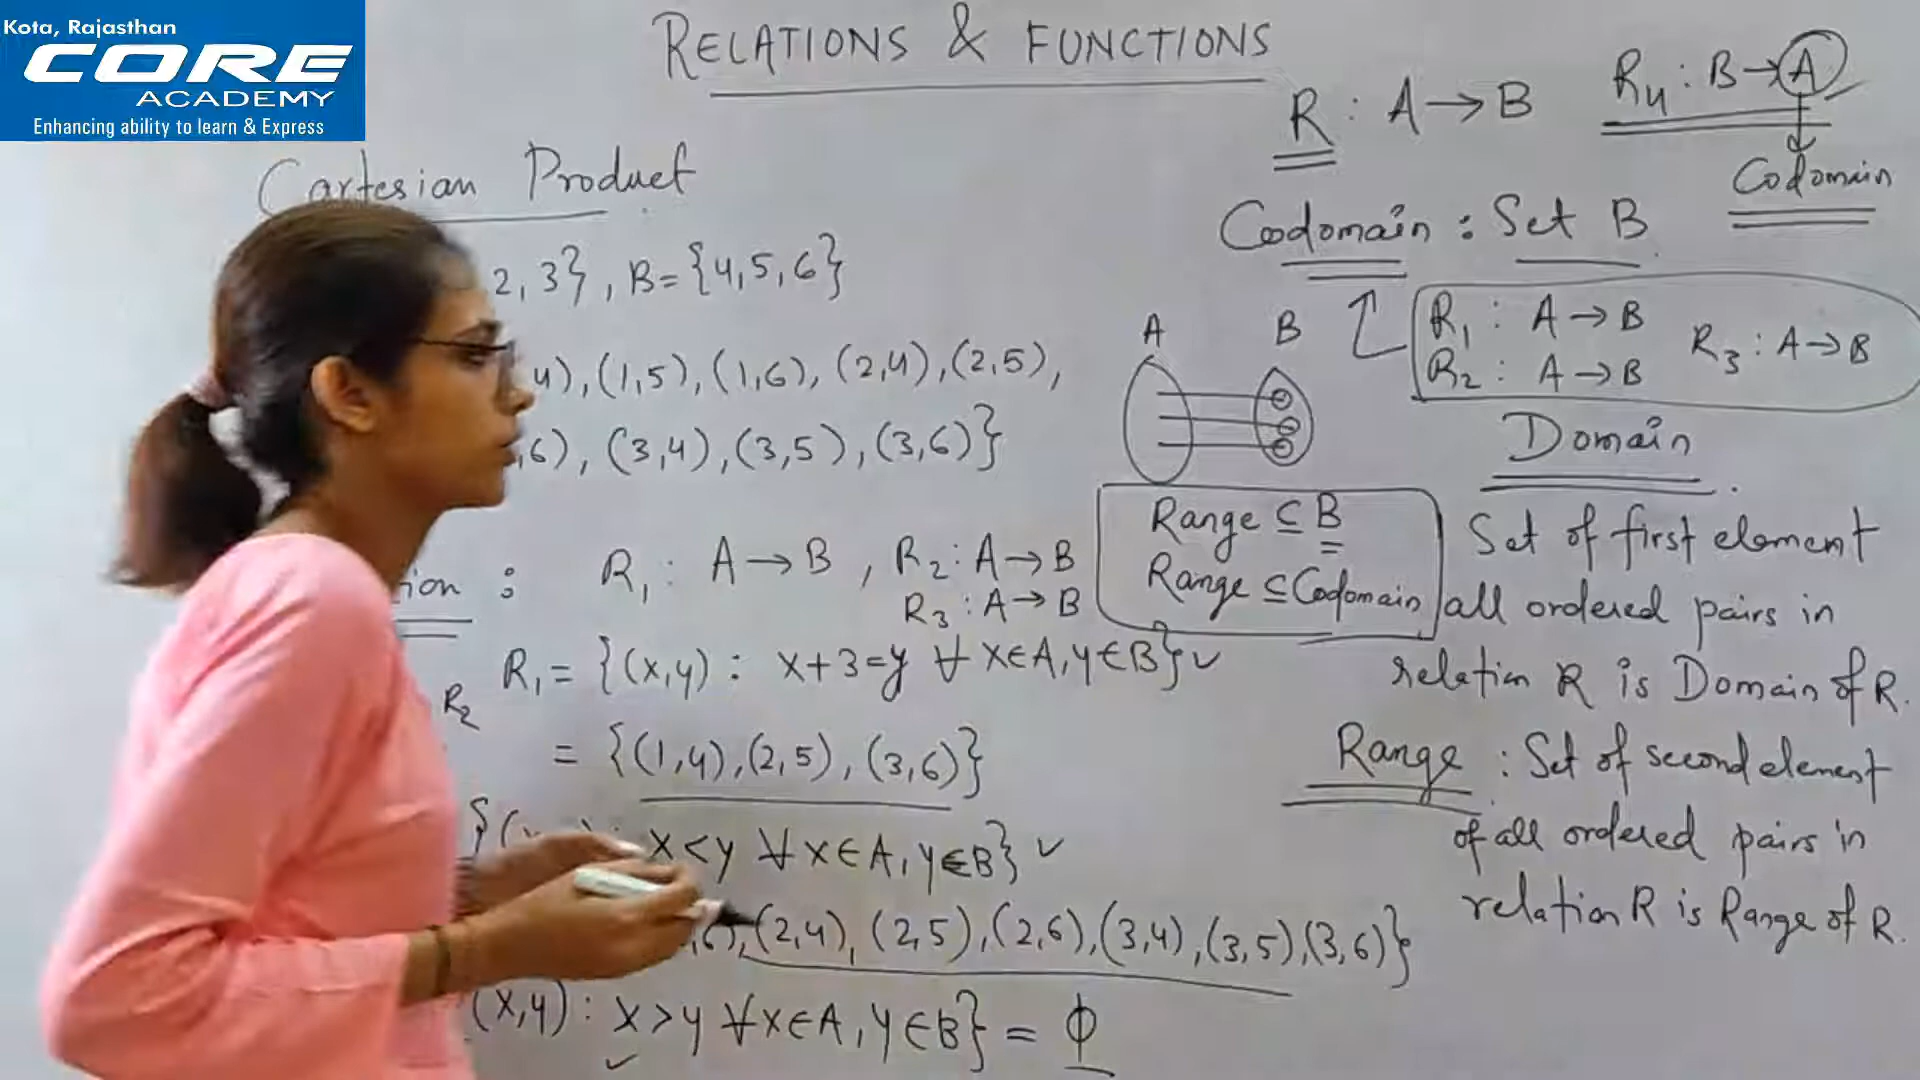 Kota, Rajasthan
CORE
ACADEMY
Enhancing ability to learn & Express
RELATIONS & FUNCTIONS
Cartesian Product
2, 3}, B = {4, 5, 6}
4), (1,5), (1,6), (2,4), (2,5),
,6), (3,4), (3,5), (3,6)}
tion : R₁ : A → B , R₂ : A → B
R₃ : A → B
R₁ = {(x,y) : x+3=y ∀ x∈A, y∈B} ✓
R₂
= {(1,4), (2,5), (3,6)}
x<y ∀ x∈A, y∈B} ✓
,6), (2,4), (2,5), (2,6), (3,4), (3,5), (3,6)}
(x,y) : x>y ∀ x∈A, y∈B} = Φ
✓
R : A → B
R₄ : B → A
Codomain
Codomain : Set B
A B
R₁ : A → B
R₂ : A → B
R₃ : A → B
Range ⊆ B
Range ⊆ Codomain
Domain
Set of first element
all ordered pairs in
relation R is Domain of R.
Range : Set of second element
of all ordered pairs in
relation R is Range of R.